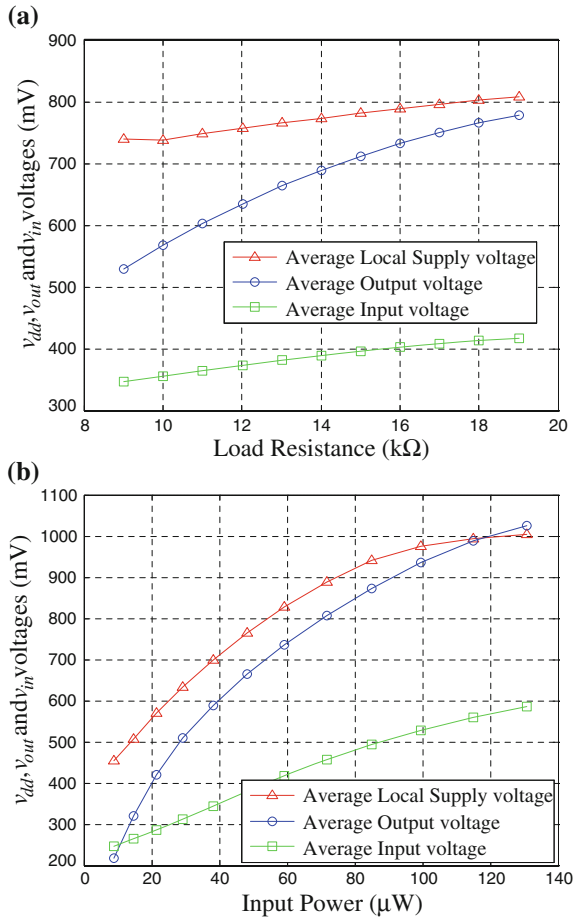 (a)
900
800
700
600
500
400
300
v_dd, v_out and v_in voltages (mV)
Average Local Supply voltage
Average Output voltage
Average Input voltage
8 10 12 14 16 18 20
Load Resistance (kΩ)
(b)
1100
1000
900
800
700
600
500
400
300
200
v_dd, v_out and v_in voltages (mV)
Average Local Supply voltage
Average Output voltage
Average Input voltage
0 20 40 60 80 100 120 140
Input Power (μW)